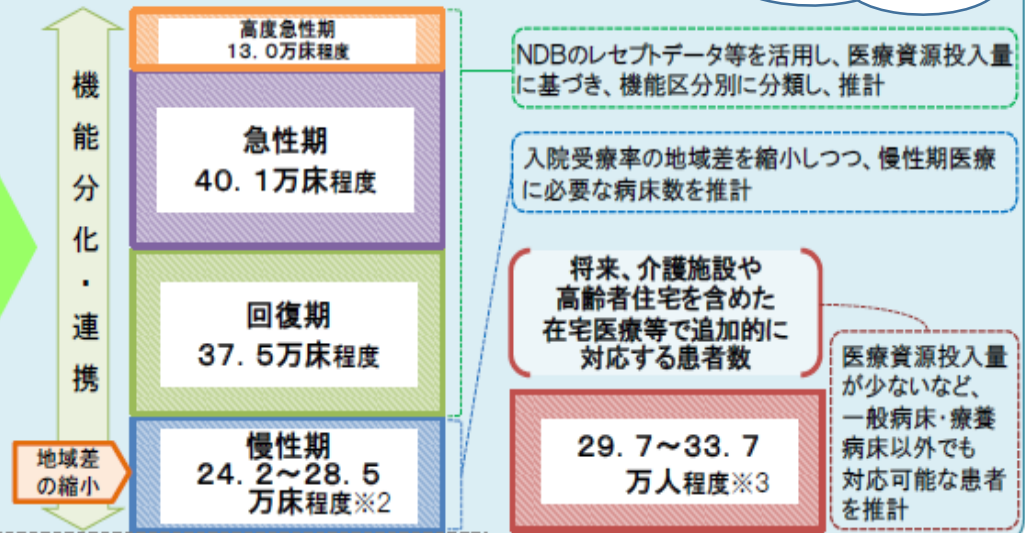 機能分化・連携
地域差
の縮小
高度急性期
13.0万床程度
急性期
40.1万床程度
回復期
37.5万床程度
慢性期
24.2～28.5
万床程度※2
NDBのレセプトデータ等を活用し、医療資源投入量
に基づき、機能区分別に分類し、推計
入院受療率の地域差を縮小しつつ、慢性期医療
に必要な病床数を推計
将来、介護施設や
高齢者住宅を含めた
在宅医療等で追加的に
対応する患者数
29.7～33.7
万人程度※3
医療資源投入量
が少ないなど、
一般病床・療養
病床以外でも
対応可能な患者
を推計